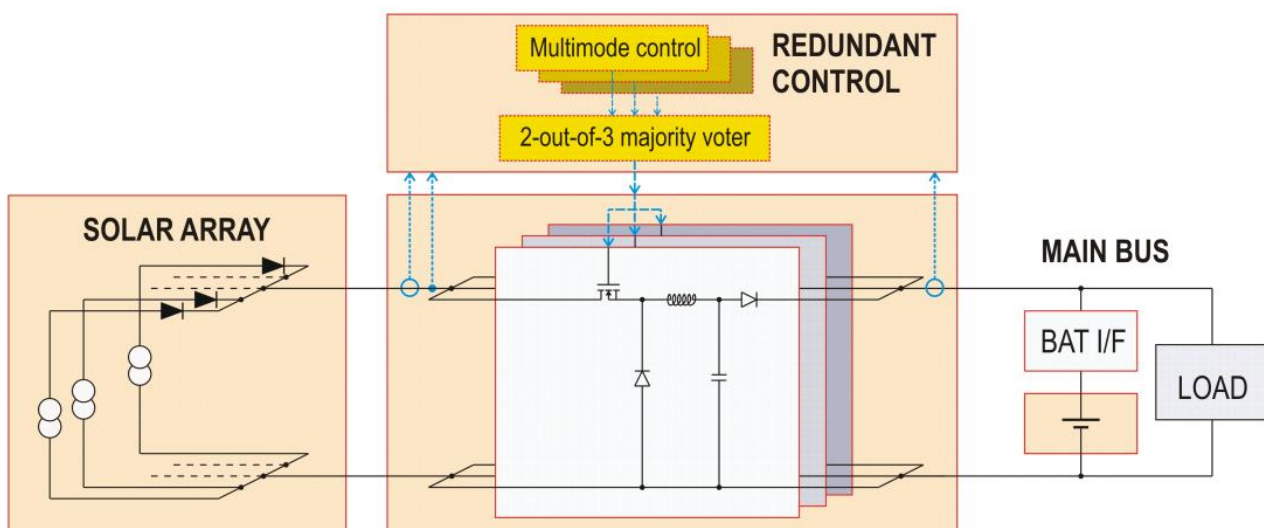 Multimode control
REDUNDANT
CONTROL
2-out-of-3 majority voter
SOLAR ARRAY
MAIN BUS
BAT I/F
LOAD